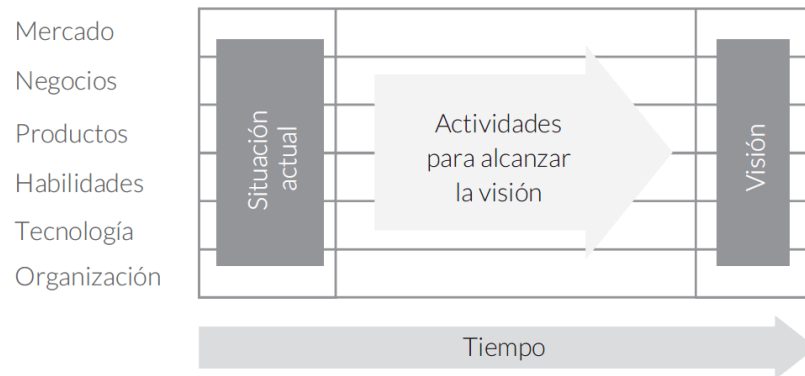 Mercado
Negocios
Productos
Habilidades
Tecnología
Organización
Situación
actual
Actividades
para alcanzar
la visión
Visión
Tiempo